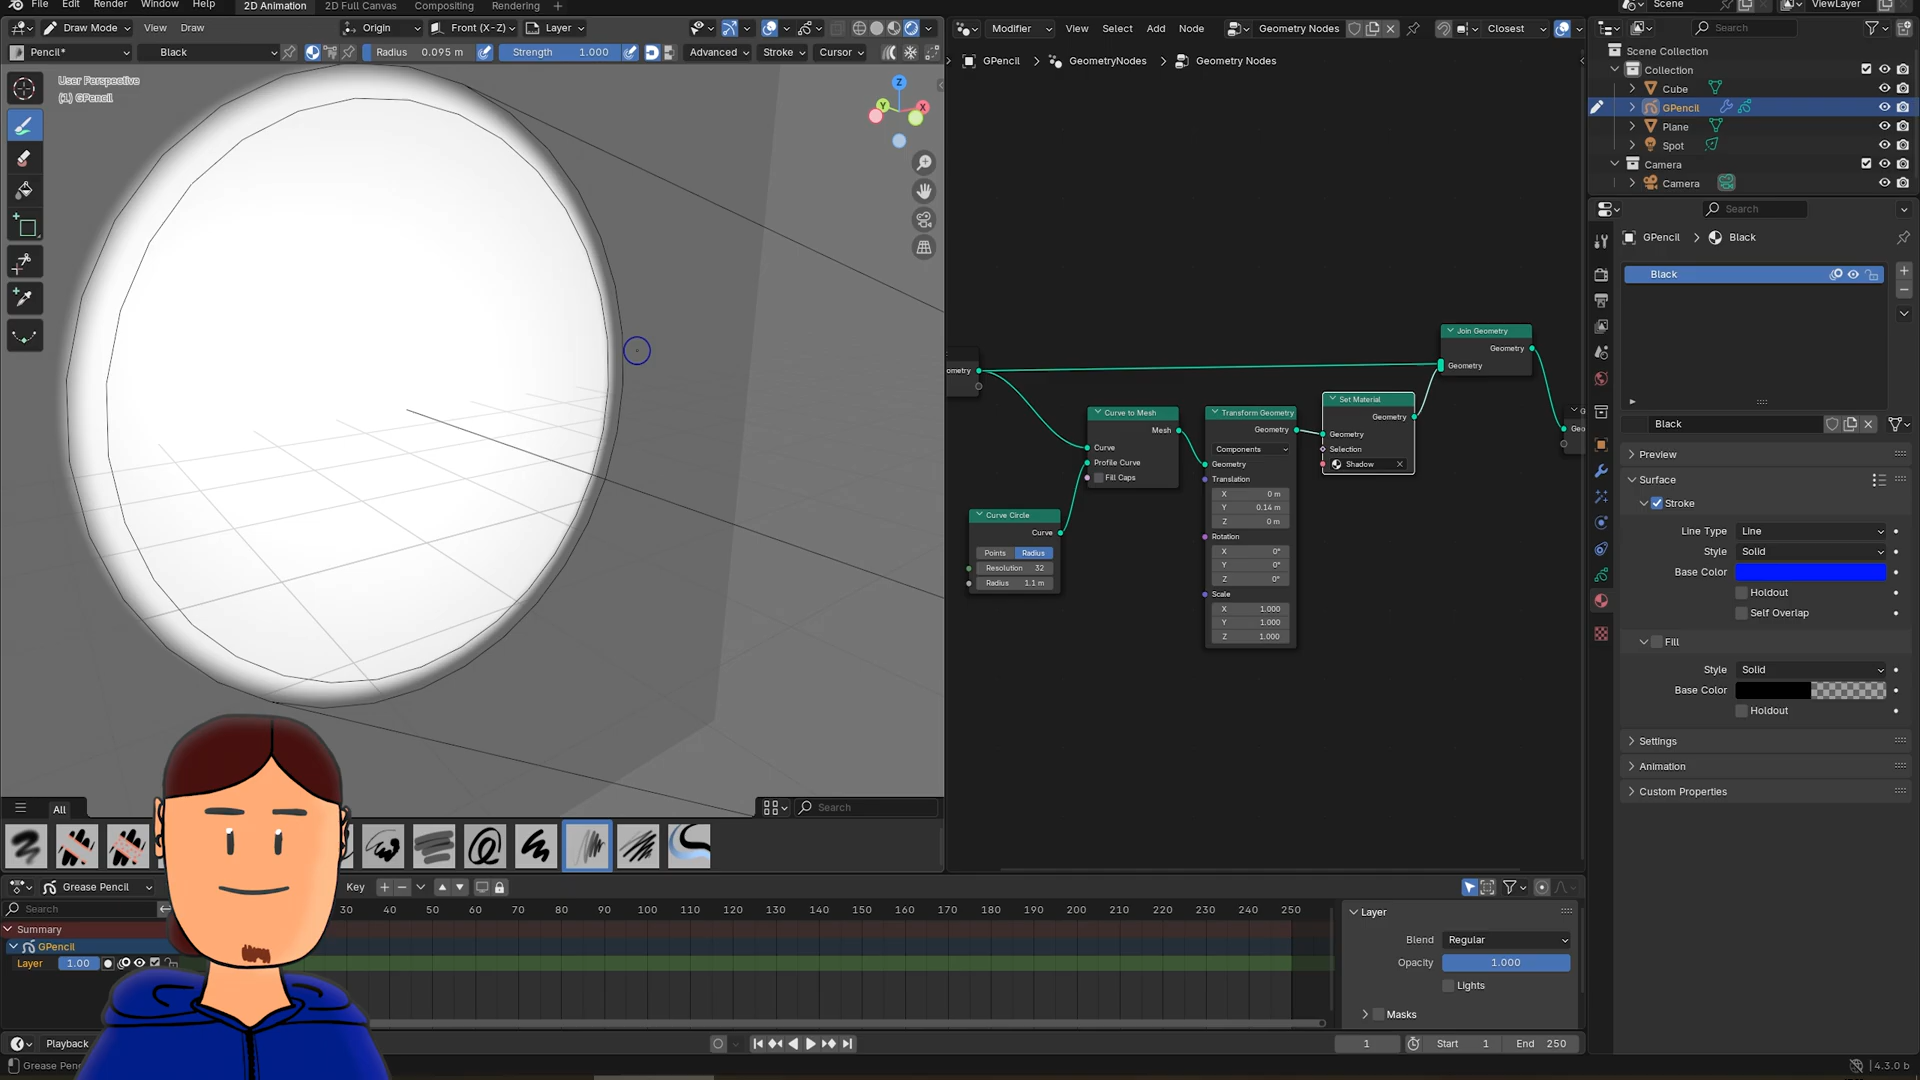 File Edit Render Window Help 2D Animation 2D Full Canvas Compositing Rendering + Scene ViewLayer
Draw Mode View Draw Origin Front (X-Z) Layer
Pencil* Black Radius 0.095 m Strength 1.000 Advanced Stroke Cursor
User Perspective
(1) GPencil
Z
Y X
Modifier View Select Add Node Geometry Nodes Closest
GPencil > GeometryNodes > Geometry Nodes
Join Geometry
Geometry
Geometry
ometry
Set Material
Geometry
Geometry
Selection
Shadow
Curve to Mesh
Mesh
Curve
Profile Curve
Fill Caps
Transform Geometry
Geometry
Components
Geometry
Translation
X 0 m
Y 0.14 m
Z 0 m
Rotation
X 0°
Y 0°
Z 0°
Scale
X 1.000
Y 1.000
Z 1.000
Curve Circle
Curve
Points Radius
Resolution 32
Radius 1.1 m
G
Geo
Search
Scene Collection
Collection
Cube
GPencil
Plane
Spot
Camera
Camera
Search
GPencil > Black
Black
Black
Preview
Surface
Stroke
Line Type Line
Style Solid
Base Color
Holdout
Self Overlap
Fill
Style Solid
Base Color
Holdout
Settings
Animation
Custom Properties
All
Search
Grease Pencil Key
Search 30 40 50 60 70 80 90 100 110 120 130 140 150 160 170 180 190 200 210 220 230 240 250
Summary
GPencil
Layer 1.00
Layer
Blend Regular
Opacity 1.000
Lights
Masks
Playback 1 Start 1 End 250
Grease Penc 4.3.0 b